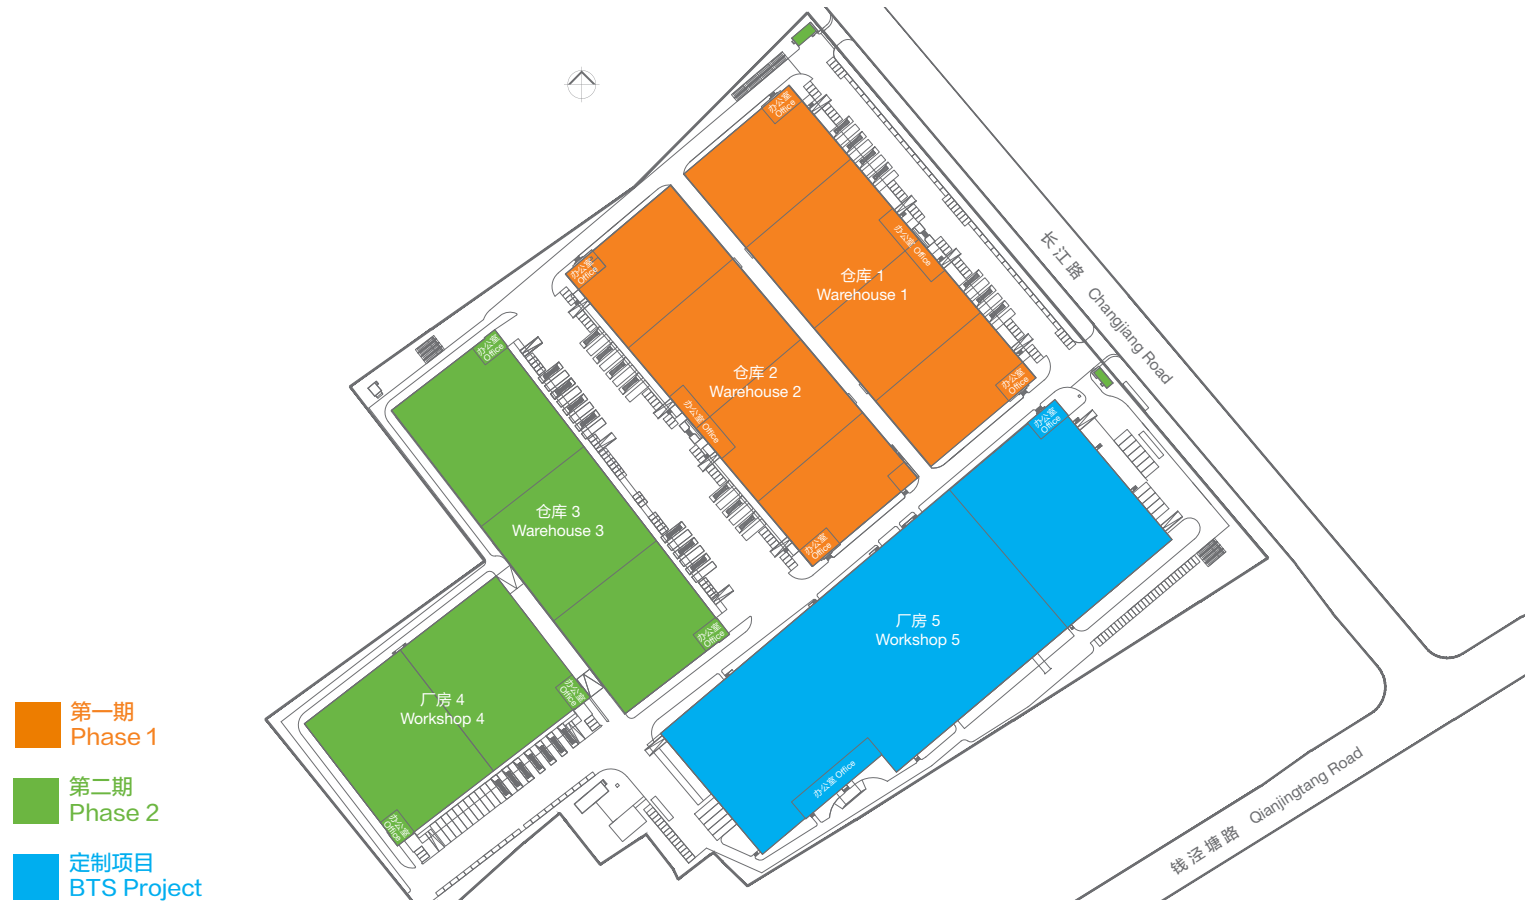 办公室
Office
办公室 Office
仓库 1
Warehouse 1
办公室
Office
办公室
Office
仓库 2
Warehouse 2
办公室 Office
办公室
Office
长江路 Changjiang Road
办公室
Office
仓库 3
Warehouse 3
办公室
Office
办公室
Office
厂房 5
Workshop 5
办公室 Office
办公室
Office
厂房 4
Workshop 4
办公室
Office
钱泾塘路 Qianjingtang Road
第一期
Phase 1
第二期
Phase 2
定制项目
BTS Project